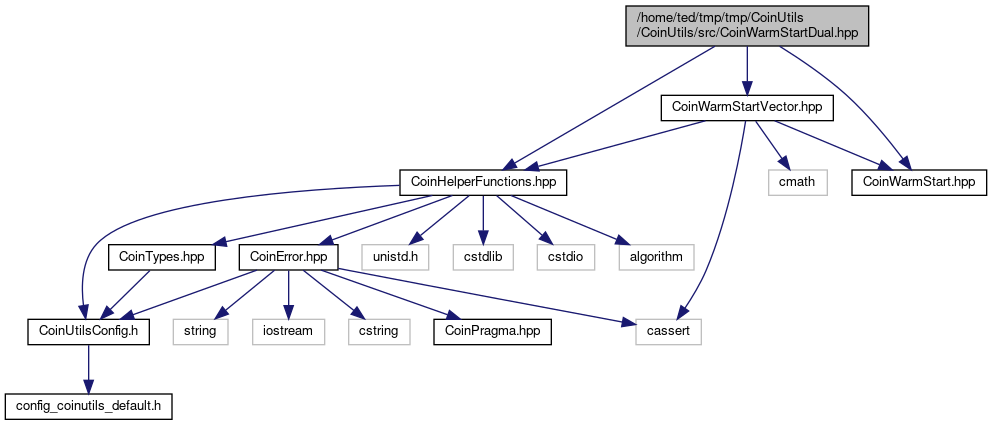 /home/ted/tmp/tmp/CoinUtils
/CoinUtils/src/CoinWarmStartDual.hpp
CoinWarmStartVector.hpp
CoinHelperFunctions.hpp
cmath
CoinWarmStart.hpp
CoinTypes.hpp
CoinError.hpp
unistd.h
cstdlib
cstdio
algorithm
CoinUtilsConfig.h
string
iostream
cstring
CoinPragma.hpp
cassert
config_coinutils_default.h